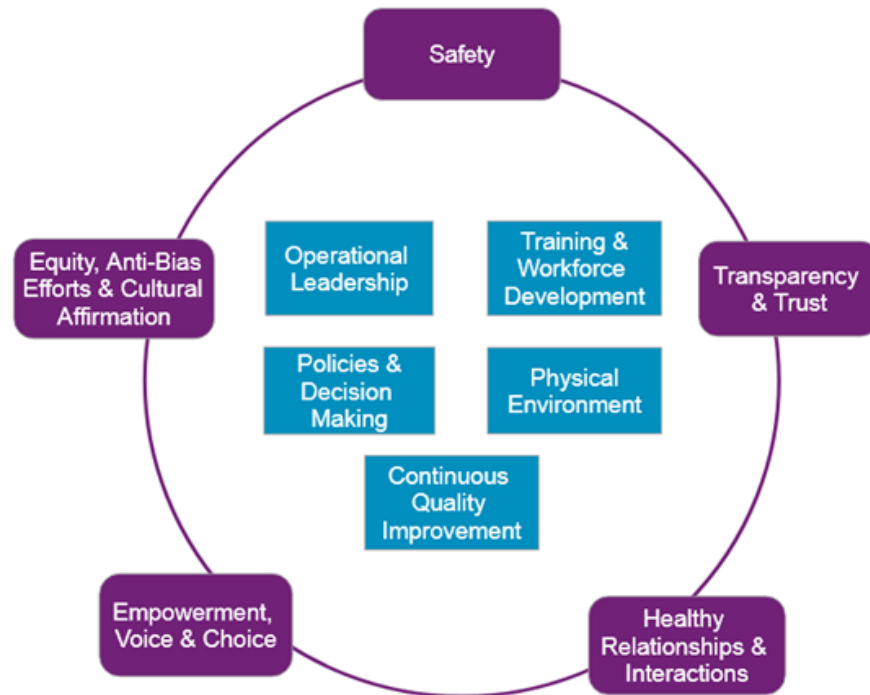 Safety
Equity, Anti-Bias
Efforts & Cultural
Affirmation
Operational
Leadership
Training &
Workforce
Development
Transparency
& Trust
Policies &
Decision
Making
Physical
Environment
Continuous
Quality
Improvement
Empowerment,
Voice & Choice
Healthy
Relationships &
Interactions